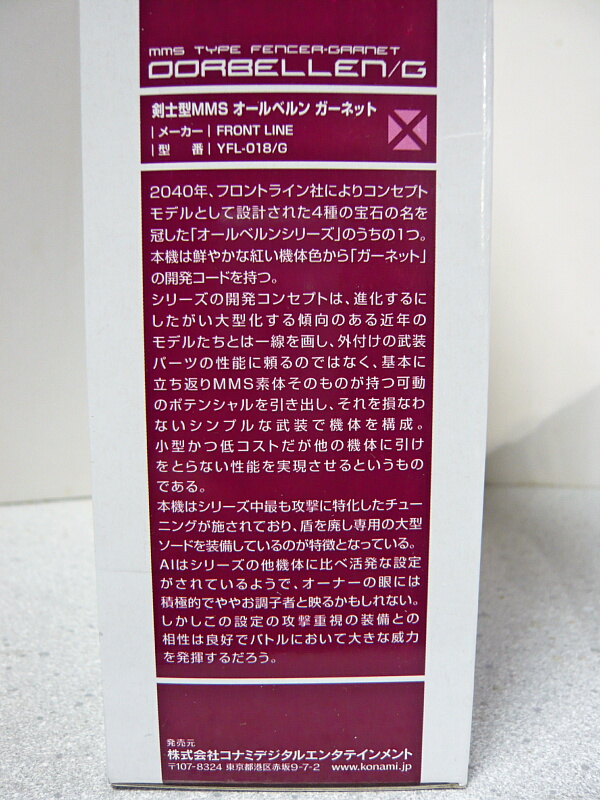 MMS TYPE FENCER-GARNET
OORBELLEN/G
剣士型MMS オールベルン ガーネット
|メーカー| FRONT LINE
|型 番| YFL-018/G
2040年、フロントライン社によりコンセプト
モデルとして設計された4種の宝石の名を
冠した「オールベルンシリーズ」のうちの1つ。
本機は鮮やかな紅い機体色から「ガーネット」
の開発コードを持つ。
シリーズの開発コンセプトは、進化するに
したがい大型化する傾向のある近年の
モデルたちとは一線を画し、外付けの武装
パーツの性能に頼るのではなく、基本に
立ち返りMMS素体そのものが持つ可動
のポテンシャルを引き出し、それを損なわ
ないシンプルな武装で機体を構成。
小型かつ低コストだが他の機体に引け
をとらない性能を実現させるというもの
である。
本機はシリーズ中最も攻撃に特化したチュー
ニングが施されており、盾を廃し専用の大型
ソードを装備しているのが特徴となっている。
AIはシリーズの他機体に比べ活発な設定
がされているようで、オーナーの眼には
積極的でややお調子者と映るかもしれない。
しかしこの設定の攻撃重視の装備との
相性は良好でバトルにおいて大きな威力
を発揮するだろう。
発売元
株式会社コナミデジタルエンタテインメント
〒107-8324 東京都港区赤坂9-7-2 www.konami.jp